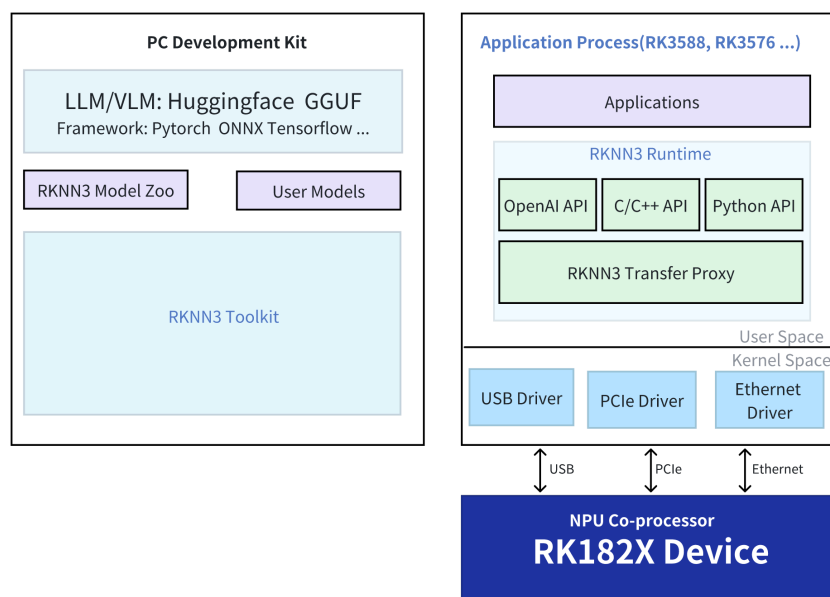 PC Development Kit
LLM/VLM: Huggingface GGUF
Framework: Pytorch ONNX Tensorflow ...
RKNN3 Model Zoo
User Models
RKNN3 Toolkit
Application Process(RK3588, RK3576 ...)
Applications
RKNN3 Runtime
OpenAI API
C/C++ API
Python API
RKNN3 Transfer Proxy
User Space
Kernel Space
USB Driver
PCIe Driver
Ethernet
Driver
USB
PCIe
Ethernet
NPU Co-processor
RK182X Device